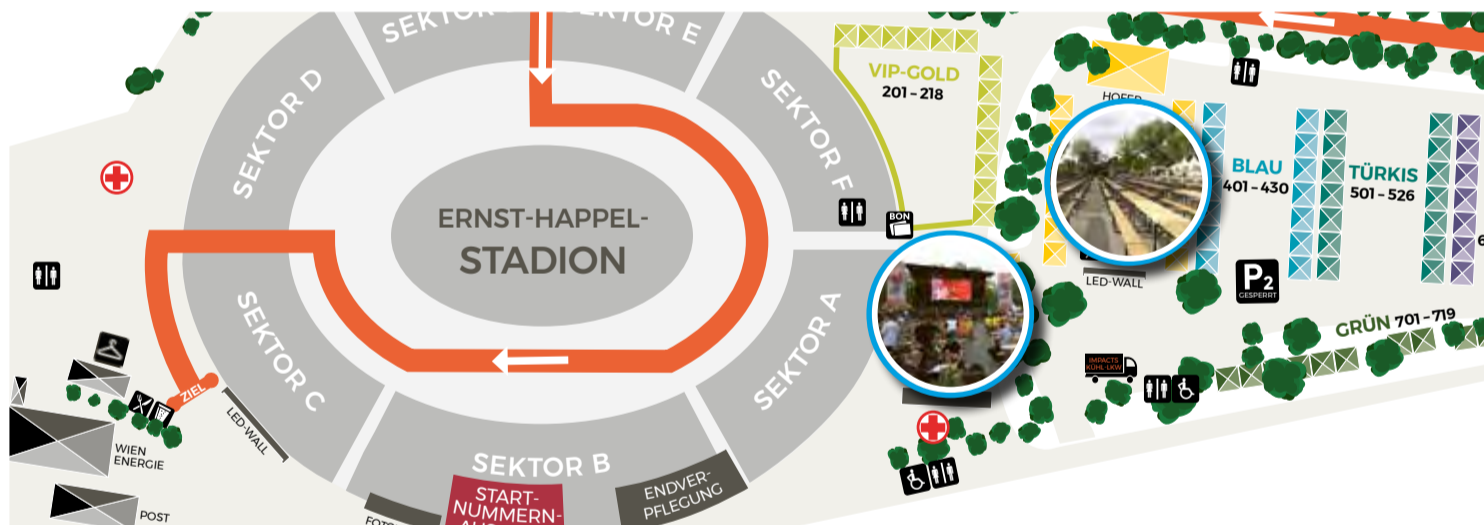 SEKTOR E
SEKTOR D
SEKTOR F
VIP-GOLD
201 – 218
HOFER
BLAU
401 – 430
TÜRKIS
501 – 526
BON
ERNST-HAPPEL-
STADION
LED-WALL
P2
GESPERRT
GRÜN 701 – 719
SEKTOR C
SEKTOR A
IMPACTS
KÜHL-LKW
ZIEL
LED-WALL
WIEN
ENERGIE
SEKTOR B
ENDVER-
PFLEGUNG
START-
NUMMERN-
POST